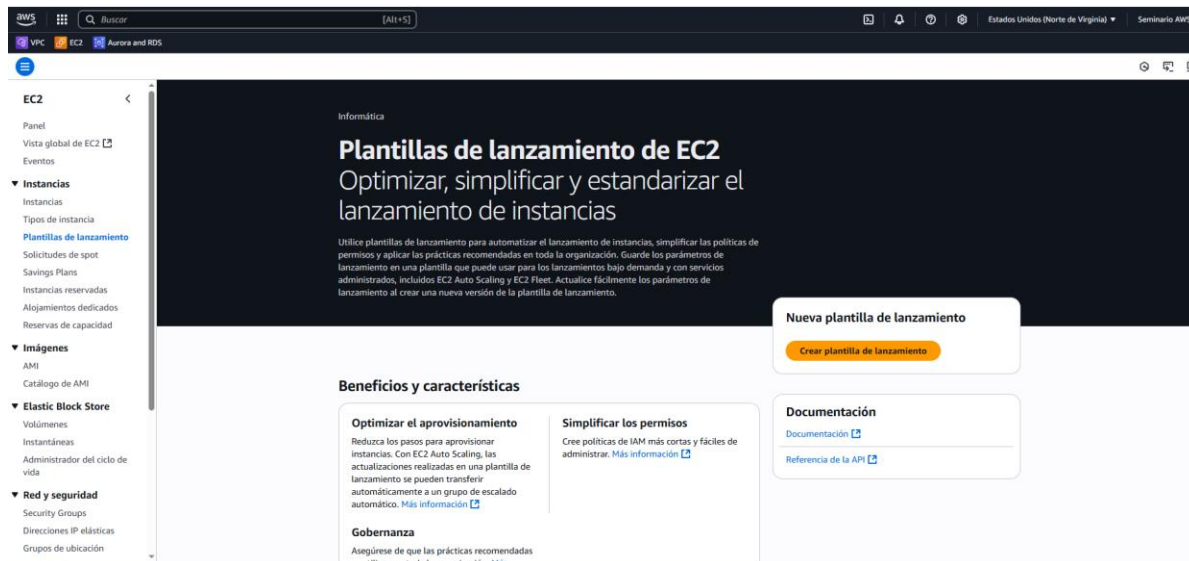 aws
Buscar
[Alt+S]
Estados Unidos (Norte de Virginia)
Seminario AWS
VPC
EC2
Aurora and RDS
EC2
Panel
Vista global de EC2
Eventos
Instancias
Instancias
Tipos de instancia
Plantillas de lanzamiento
Solicitudes de spot
Savings Plans
Instancias reservadas
Alojamientos dedicados
Reservas de capacidad
Imágenes
AMI
Catálogo de AMI
Elastic Block Store
Volúmenes
Instantáneas
Administrador del ciclo de
vida
Red y seguridad
Security Groups
Direcciones IP elásticas
Grupos de ubicación
Informática
Plantillas de lanzamiento de EC2
Optimizar, simplificar y estandarizar el
lanzamiento de instancias
Utilice plantillas de lanzamiento para automatizar el lanzamiento de instancias, simplificar las políticas de
permisos y aplicar las prácticas recomendadas en toda la organización. Guarde los parámetros de
lanzamiento en una plantilla que puede usar para los lanzamientos bajo demanda y con servicios
administrados, incluidos EC2 Auto Scaling y EC2 Fleet. Actualice fácilmente los parámetros de
lanzamiento al crear una nueva versión de la plantilla de lanzamiento.
Nueva plantilla de lanzamiento
Crear plantilla de lanzamiento
Beneficios y características
Optimizar el aprovisionamiento
Reduzca los pasos para aprovisionar
instancias. Con EC2 Auto Scaling, las
actualizaciones realizadas en una plantilla de
lanzamiento se pueden transferir
automáticamente a un grupo de escalado
automático. Más información
Simplificar los permisos
Cree políticas de IAM más cortas y fáciles de
administrar. Más información
Gobernanza
Asegúrese de que las prácticas recomendadas
Documentación
Documentación
Referencia de la API